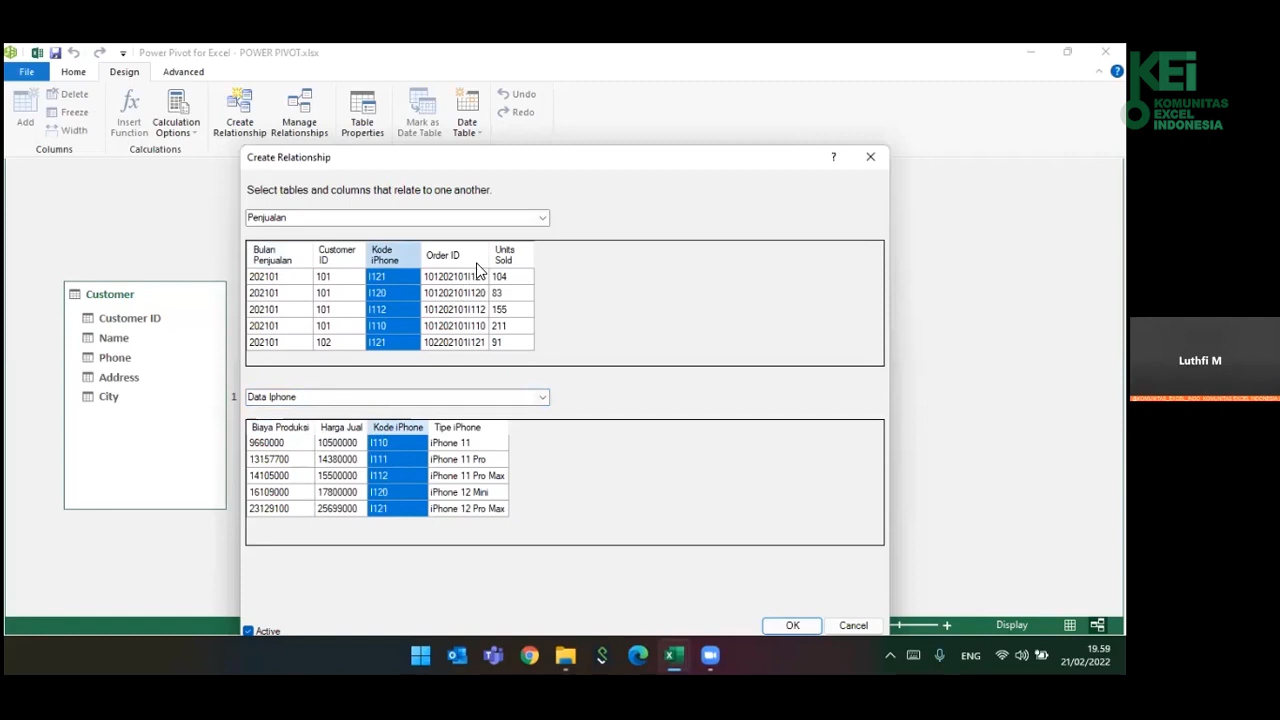 Power Pivot for Excel - POWER PIVOT.xlsx
File Home Design Advanced
Add Delete Freeze Width
Insert Function Calculation Options
Create Relationship Manage Relationships
Table Properties Mark as Date Table Date Table
Undo Redo
Columns Calculations
KEi
KOMUNITAS
EXCEL
INDONESIA
Create Relationship
Select tables and columns that relate to one another.
Penjualan
Bulan Penjualan Customer ID Kode iPhone Order ID Units Sold
202101 101 I121 101202101I1 104
202101 101 I120 101202101I120 83
202101 101 I112 101202101I112 155
202101 101 I110 101202101I110 211
202101 102 I121 102202101I121 91
Customer
Customer ID
Name
Phone
Address
City
1
Data Iphone
Biaya Produksi Harga Jual Kode iPhone Tipe iPhone
9660000 10500000 I110 iPhone 11
13157700 14380000 I111 iPhone 11 Pro
14105000 15500000 I112 iPhone 11 Pro Max
16109000 17800000 I120 iPhone 12 Mini
23129100 25699000 I121 iPhone 12 Pro Max
Active
OK Cancel
Display
Luthfi M
ENG
19.59
21/02/2022